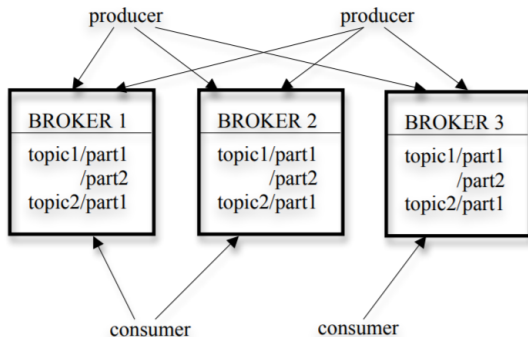 producer producer
BROKER 1 BROKER 2 BROKER 3
topic1/part1 topic1/part1 topic1/part1
/part2 /part2 /part2
topic2/part1 topic2/part1 topic2/part1
consumer consumer